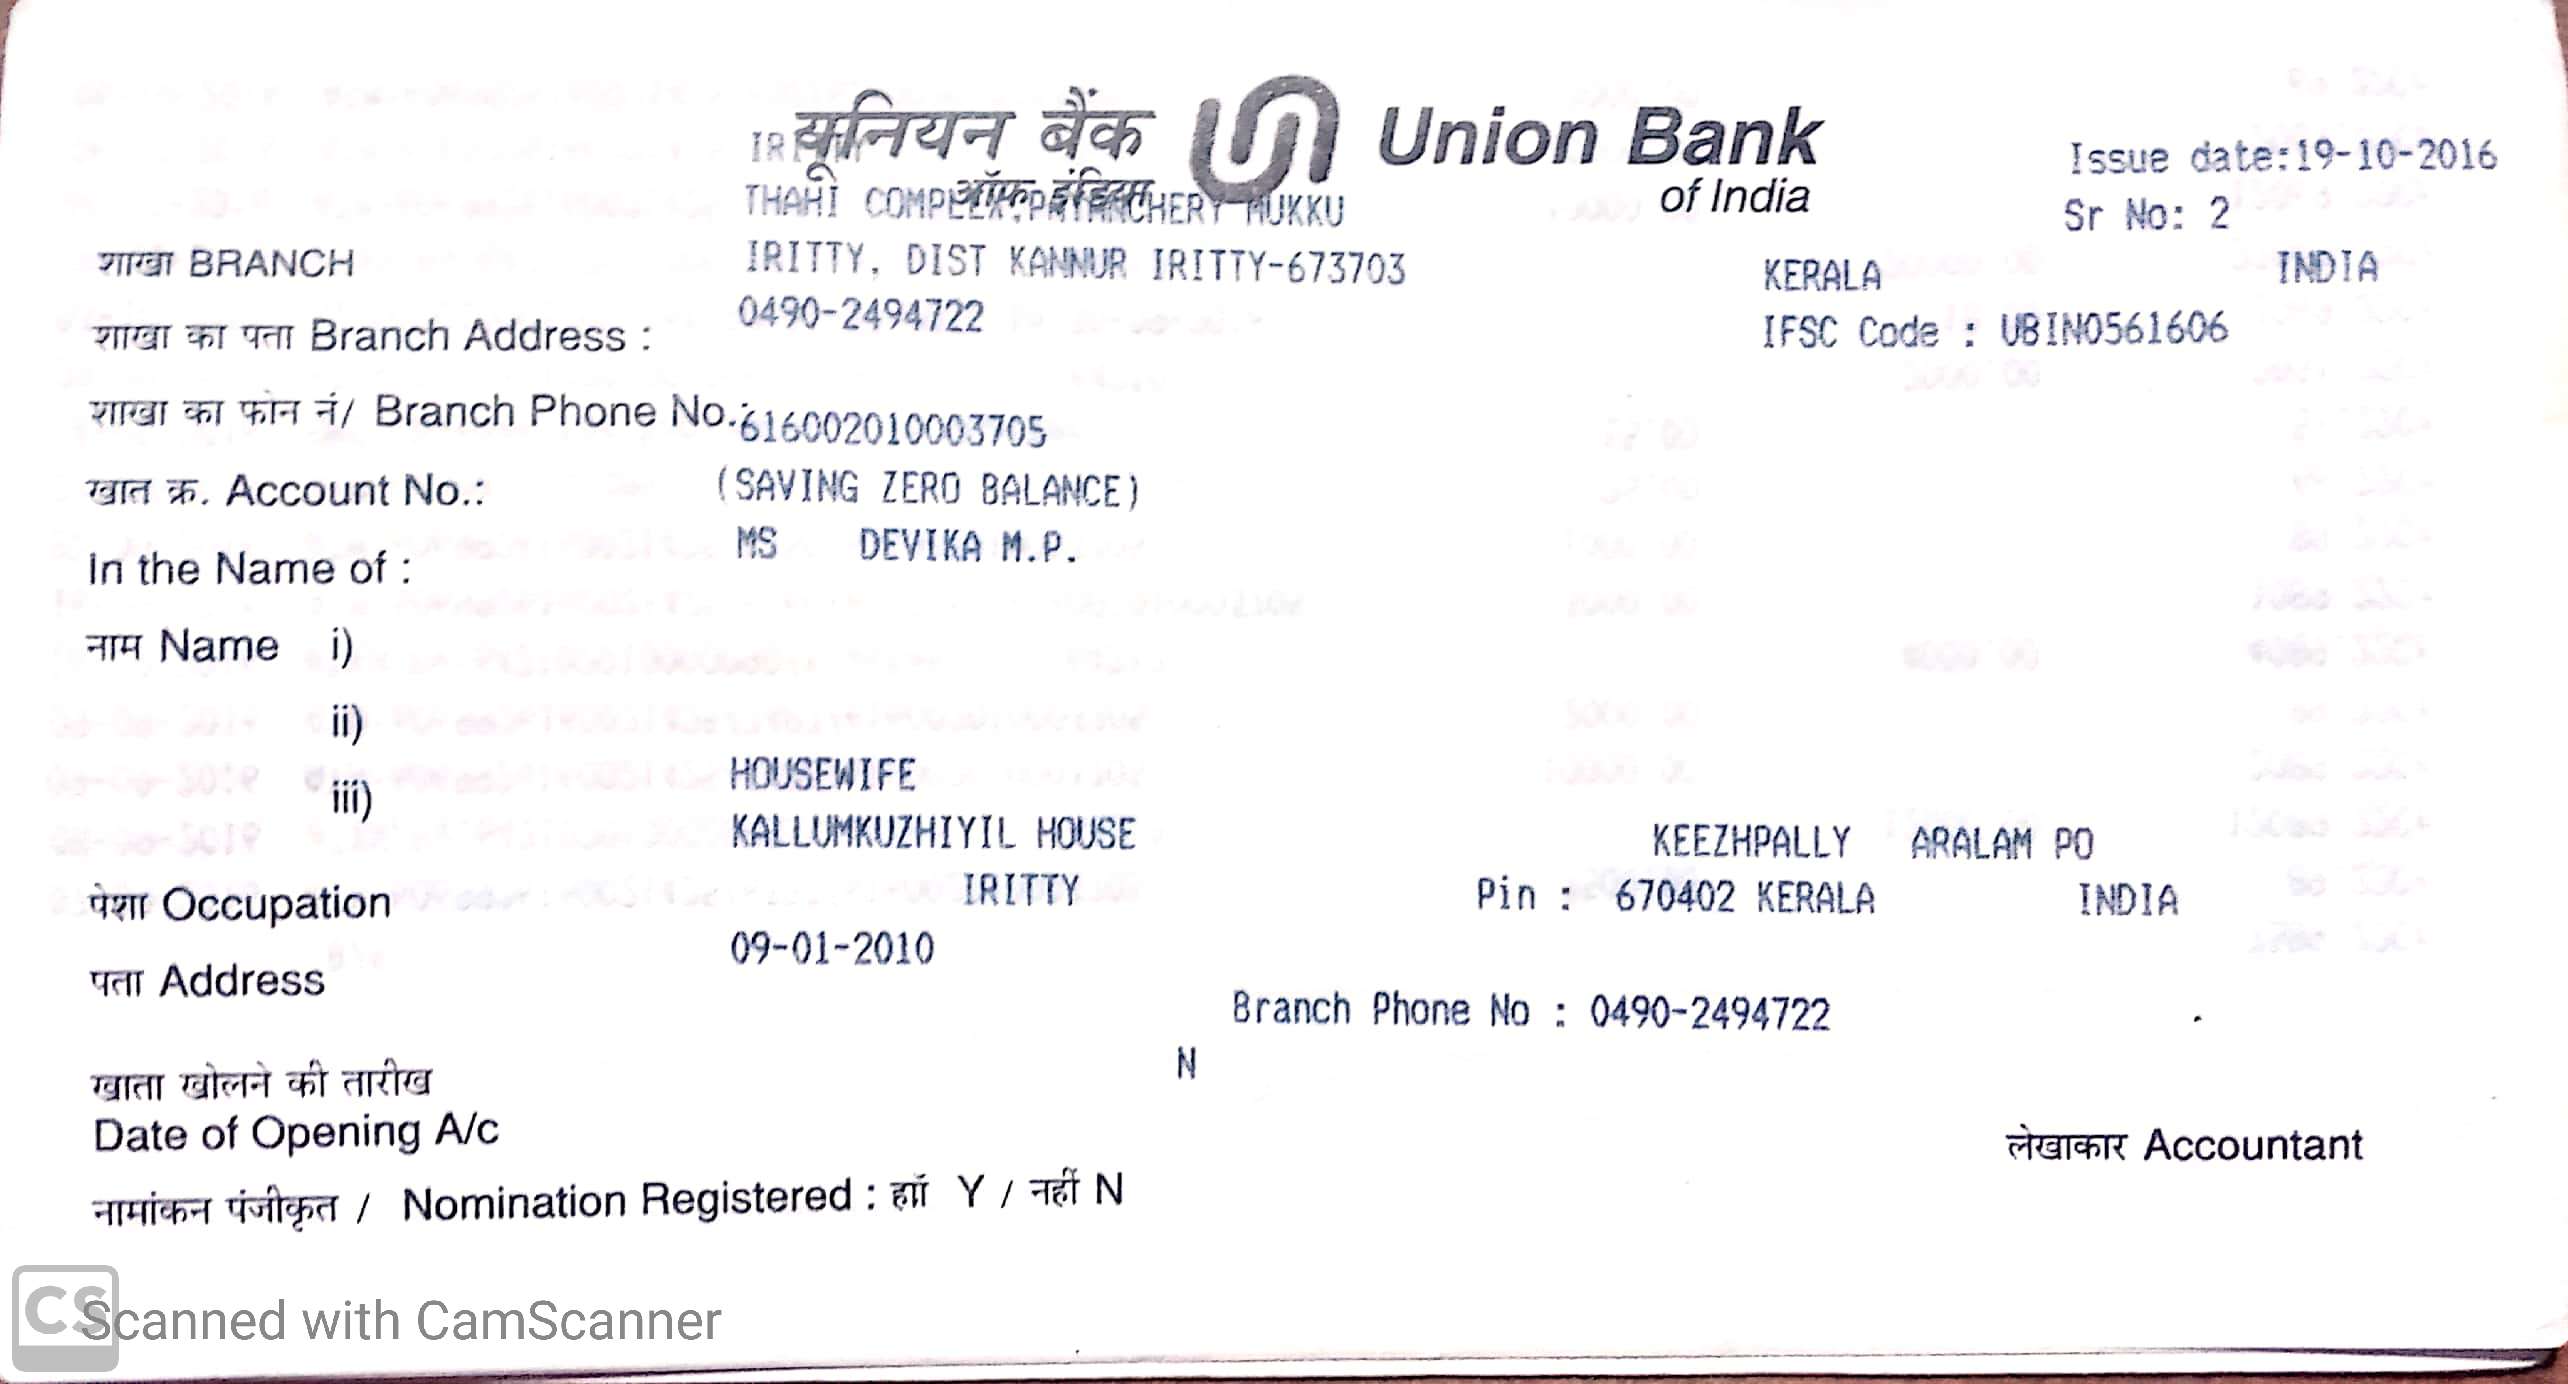 यूनियन बैंक Union Bank
ऑफ इंडिया of India
Issue date:19-10-2016
THAHI MUKKU Sr No: 2
शाखा BRANCH IRITTY, DIST KANNUR IRITTY-673703 KERALA INDIA
शाखा का पता Branch Address : 0490-2494722 IFSC Code : UBIN0561606
शाखा का फोन नं/ Branch Phone No.: 616002010003705
खात क्र. Account No.: (SAVING ZERO BALANCE)
In the Name of : MS DEVIKA M.P.
नाम Name i)
ii)
iii) HOUSEWIFE
KALLUMKUZHIYIL HOUSE KEEZHPALLY ARALAM PO
पेशा Occupation IRITTY Pin : 670402 KERALA INDIA
पता Address 09-01-2010
Branch Phone No : 0490-2494722
खाता खोलने की तारीख N
Date of Opening A/c
लेखाकार Accountant
नामांकन पंजीकृत / Nomination Registered : हाँ Y / नहीं N
CS Scanned with CamScanner